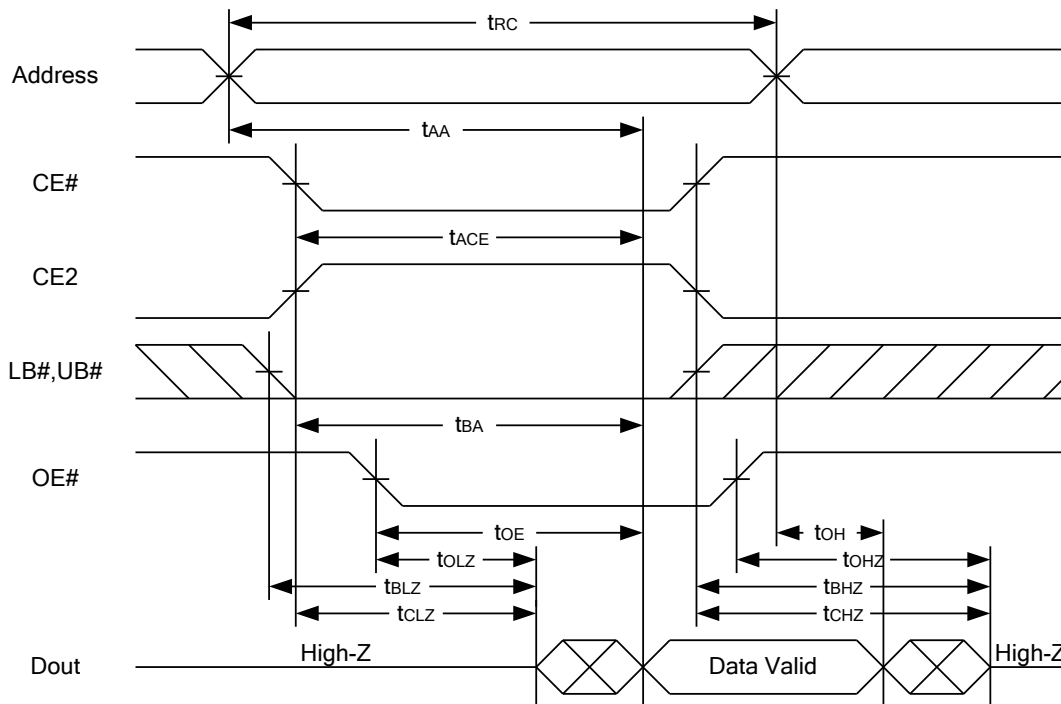 tRC
Address
tAA
CE#
tACE
CE2
LB#,UB#
tBA
OE#
tOE
tOH
tOLZ
tOHZ
tBLZ
tBHZ
tCLZ
tCHZ
High-Z
Dout
Data Valid
High-Z